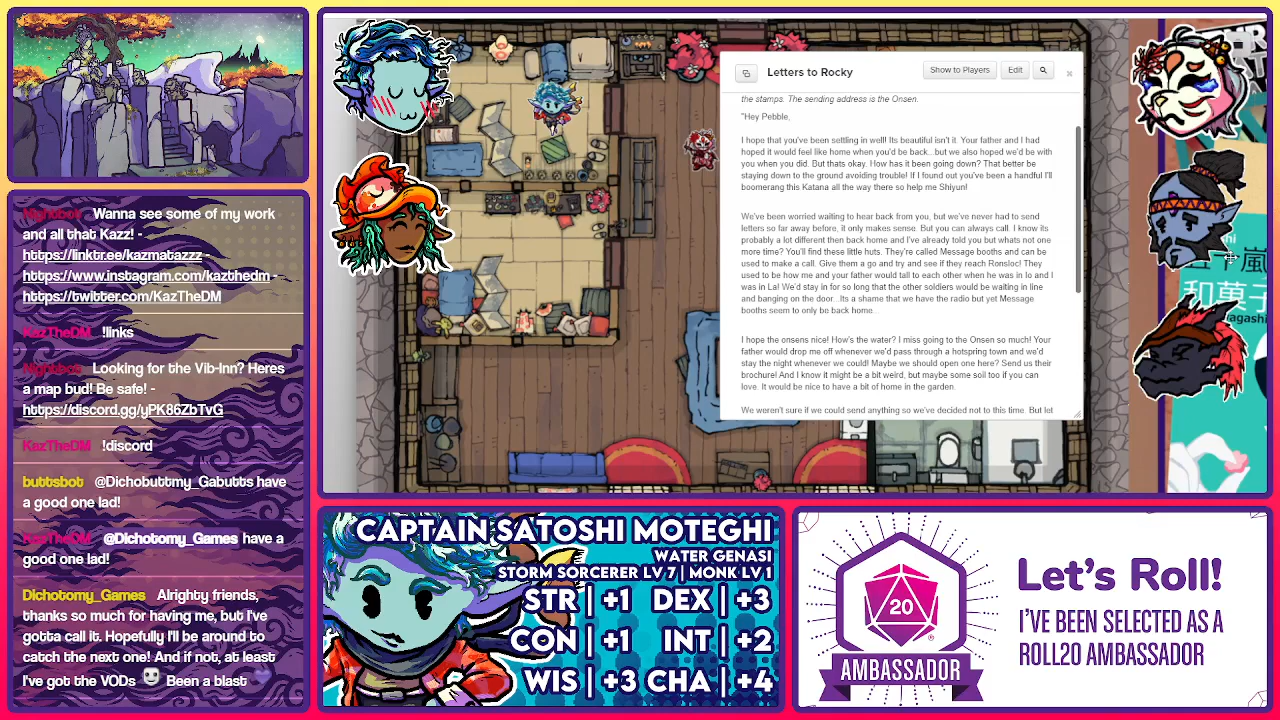 Nightbot Wanna see some of my work
and all that Kazz! -
https://linktr.ee/kazmatazzz -
https://www.instagram.com/kazthedm -
https://twitter.com/KazTheDM
KazTheDM !links
Nightbot Looking for the Vib-Inn? Heres
a map bud! Be safe! -
https://discord.gg/yPK86ZbTvG
KazTheDM !discord
buttsbot @Dichobuttmy_Gabutts have
a good one lad!
KazTheDM @Dichotomy_Games have a
good one lad!
Dichotomy_Games Alrighty friends,
thanks so much for having me, but I've
gotta call it. Hopefully I'll be around to
catch the next one! And if not, at least
I've got the VODs Been a blast
Letters to Rocky
Show to Players
Edit
the stamps. The sending address is the Onsen.
"Hey Pebble,
I hope that you've been settling in well! Its beautiful isn't it. Your father and I had
hoped it would feel like home when you'd be back...but we also hoped we'd be with
you when you did. But thats okay. How has it been going down? That better be
staying down to the ground avoiding trouble! If I found out you've been a handful I'll
boomerang this Katana all the way there so help me Shiyun!
We've been worried waiting to hear back from you, but we've never had to send
letters so far away before, it only makes sense. But you can always call. I know its
probably a lot different then back home and I've already told you but whats not one
more time? You'll find these little huts. They're called Message booths and can be
used to make a call. Give them a go and try and see if they reach Ronsloc! They
used to be how me and your father would tall to each other when he was in Io and I
was in La! We'd stay in for so long that the other soldiers would be waiting in line
and banging on the door...Its a shame that we have the radio but yet Message
booths seem to only be back home...
I hope the onsens nice! How's the water? I miss going to the Onsen so much! Your
father would drop me off whenever we'd pass through a hotspring town and we'd
stay the night whenever we could! Maybe we should open one here? Send us their
brochure! And I know it might be a bit weird, but maybe some soil too if you can
love. It would be nice to have a bit of home in the garden.
We weren't sure if we could send anything so we've decided not to this time. But let
和菓子
CAPTAIN SATOSHI MOTEGHI
WATER GENASI
STORM SORCERER LV 7 | MONK LV 1
STR | +1 DEX | +3
CON | +1 INT | +2
WIS | +3 CHA | +4
20
AMBASSADOR
Let's Roll!
I'VE BEEN SELECTED AS A
ROLL20 AMBASSADOR